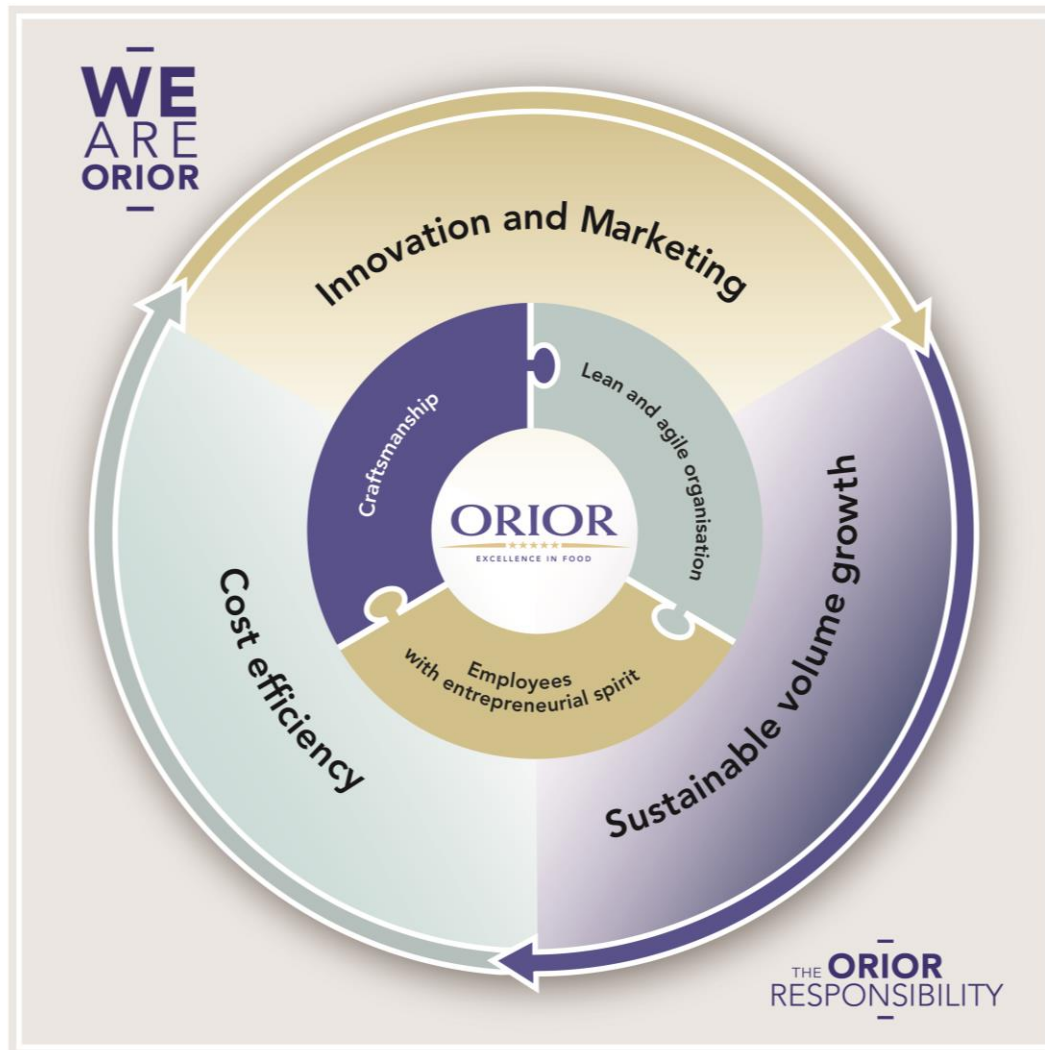 WE
ARE
ORIOR
Innovation and Marketing
Craftsmanship
Lean and agile organisation
ORIOR
EXCELLENCE IN FOOD
Employees
with entrepreneurial spirit
Cost efficiency
Sustainable volume growth
THE ORIOR
RESPONSIBILITY